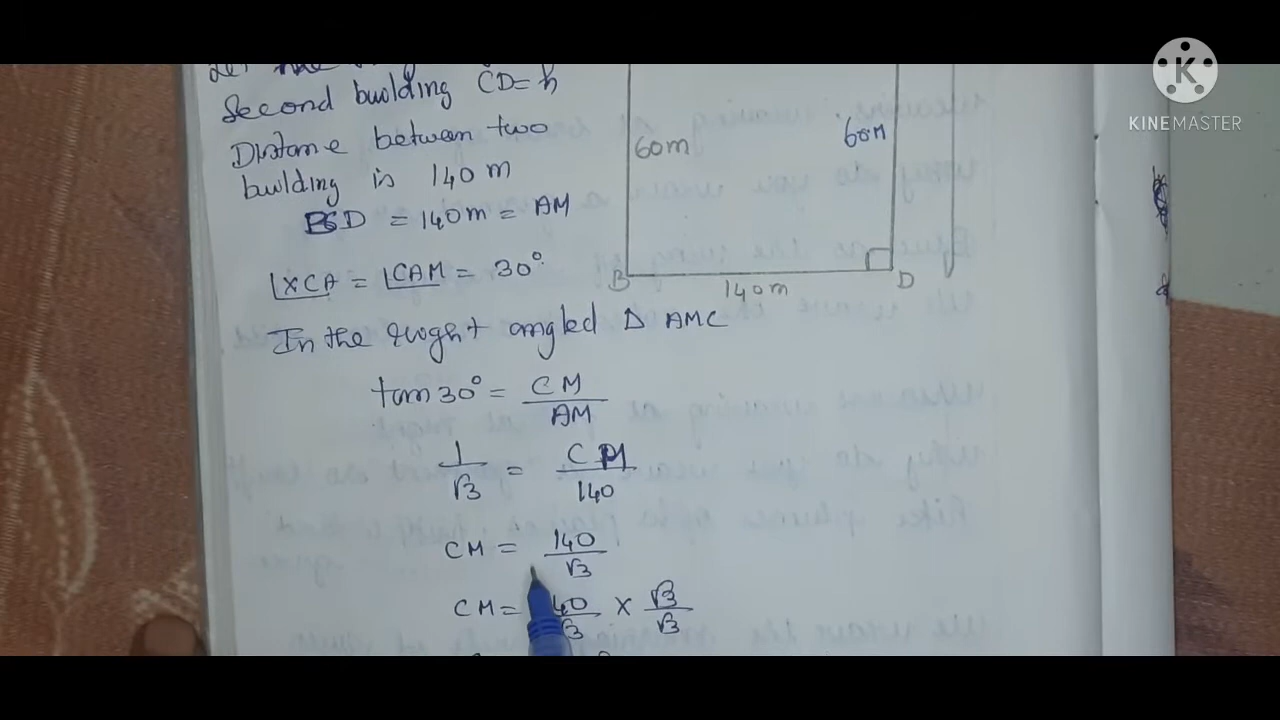 Second building CD = h
60m
60m
Distance between two
building is 140 m
BD = 140m = AM
B
140m
D
∠XCA = ∠CAM = 30°
In the right angled Δ AMC
tan 30° = CM/AM
1/√3 = CM/140
CM = 140/√3
CM = 140/√3 × √3/√3
K
KINEMASTER